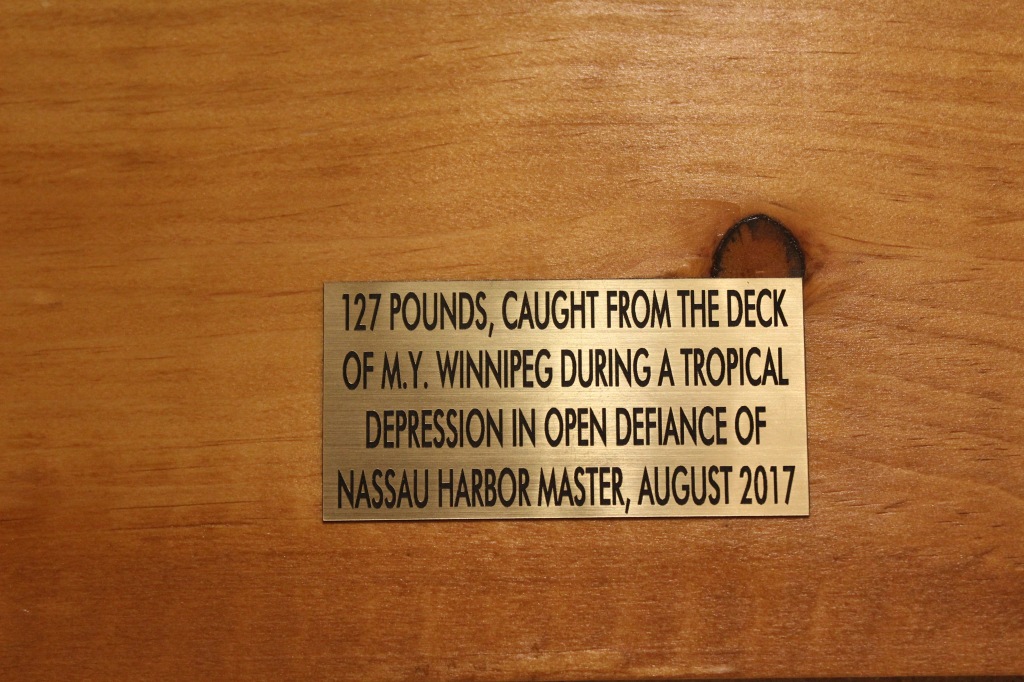 127 POUNDS, CAUGHT FROM THE DECK
OF M.Y. WINNIPEG DURING A TROPICAL
DEPRESSION IN OPEN DEFIANCE OF
NASSAU HARBOR MASTER, AUGUST 2017